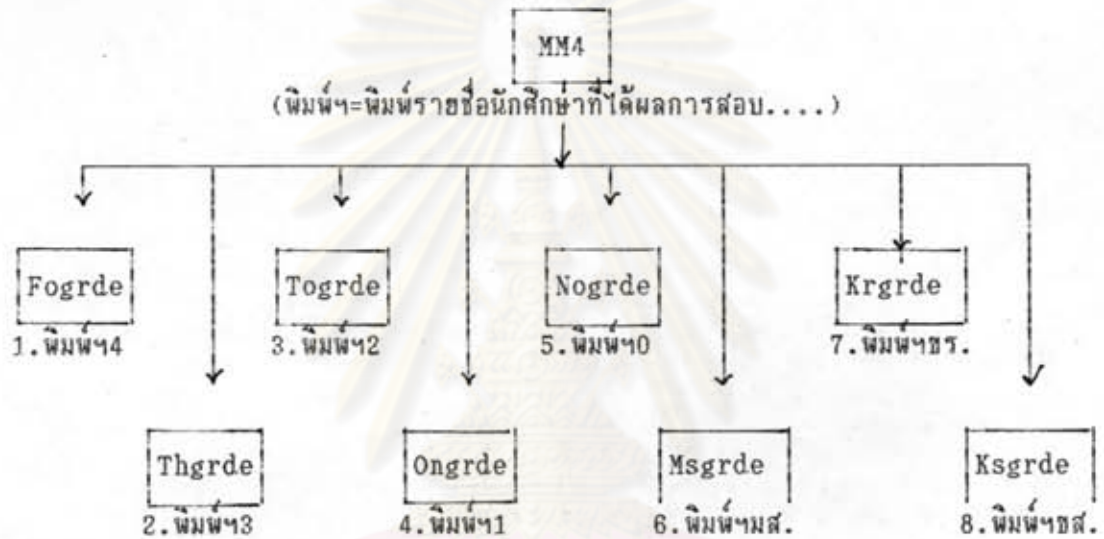 MM4
(พิมพ์ฯ=พิมพ์รายชื่อนักศึกษาที่ได้ผลการสอบ....)
Fogrde
Togrde
Nogrde
Krgrde
1.พิมพ์ฯ4
3.พิมพ์ฯ2
5.พิมพ์ฯ0
7.พิมพ์ฯขร.
Thgrde
Ongrde
Msgrde
Ksgrde
2.พิมพ์ฯ3
4.พิมพ์ฯ1
6.พิมพ์ฯมส.
8.พิมพ์ฯขส.